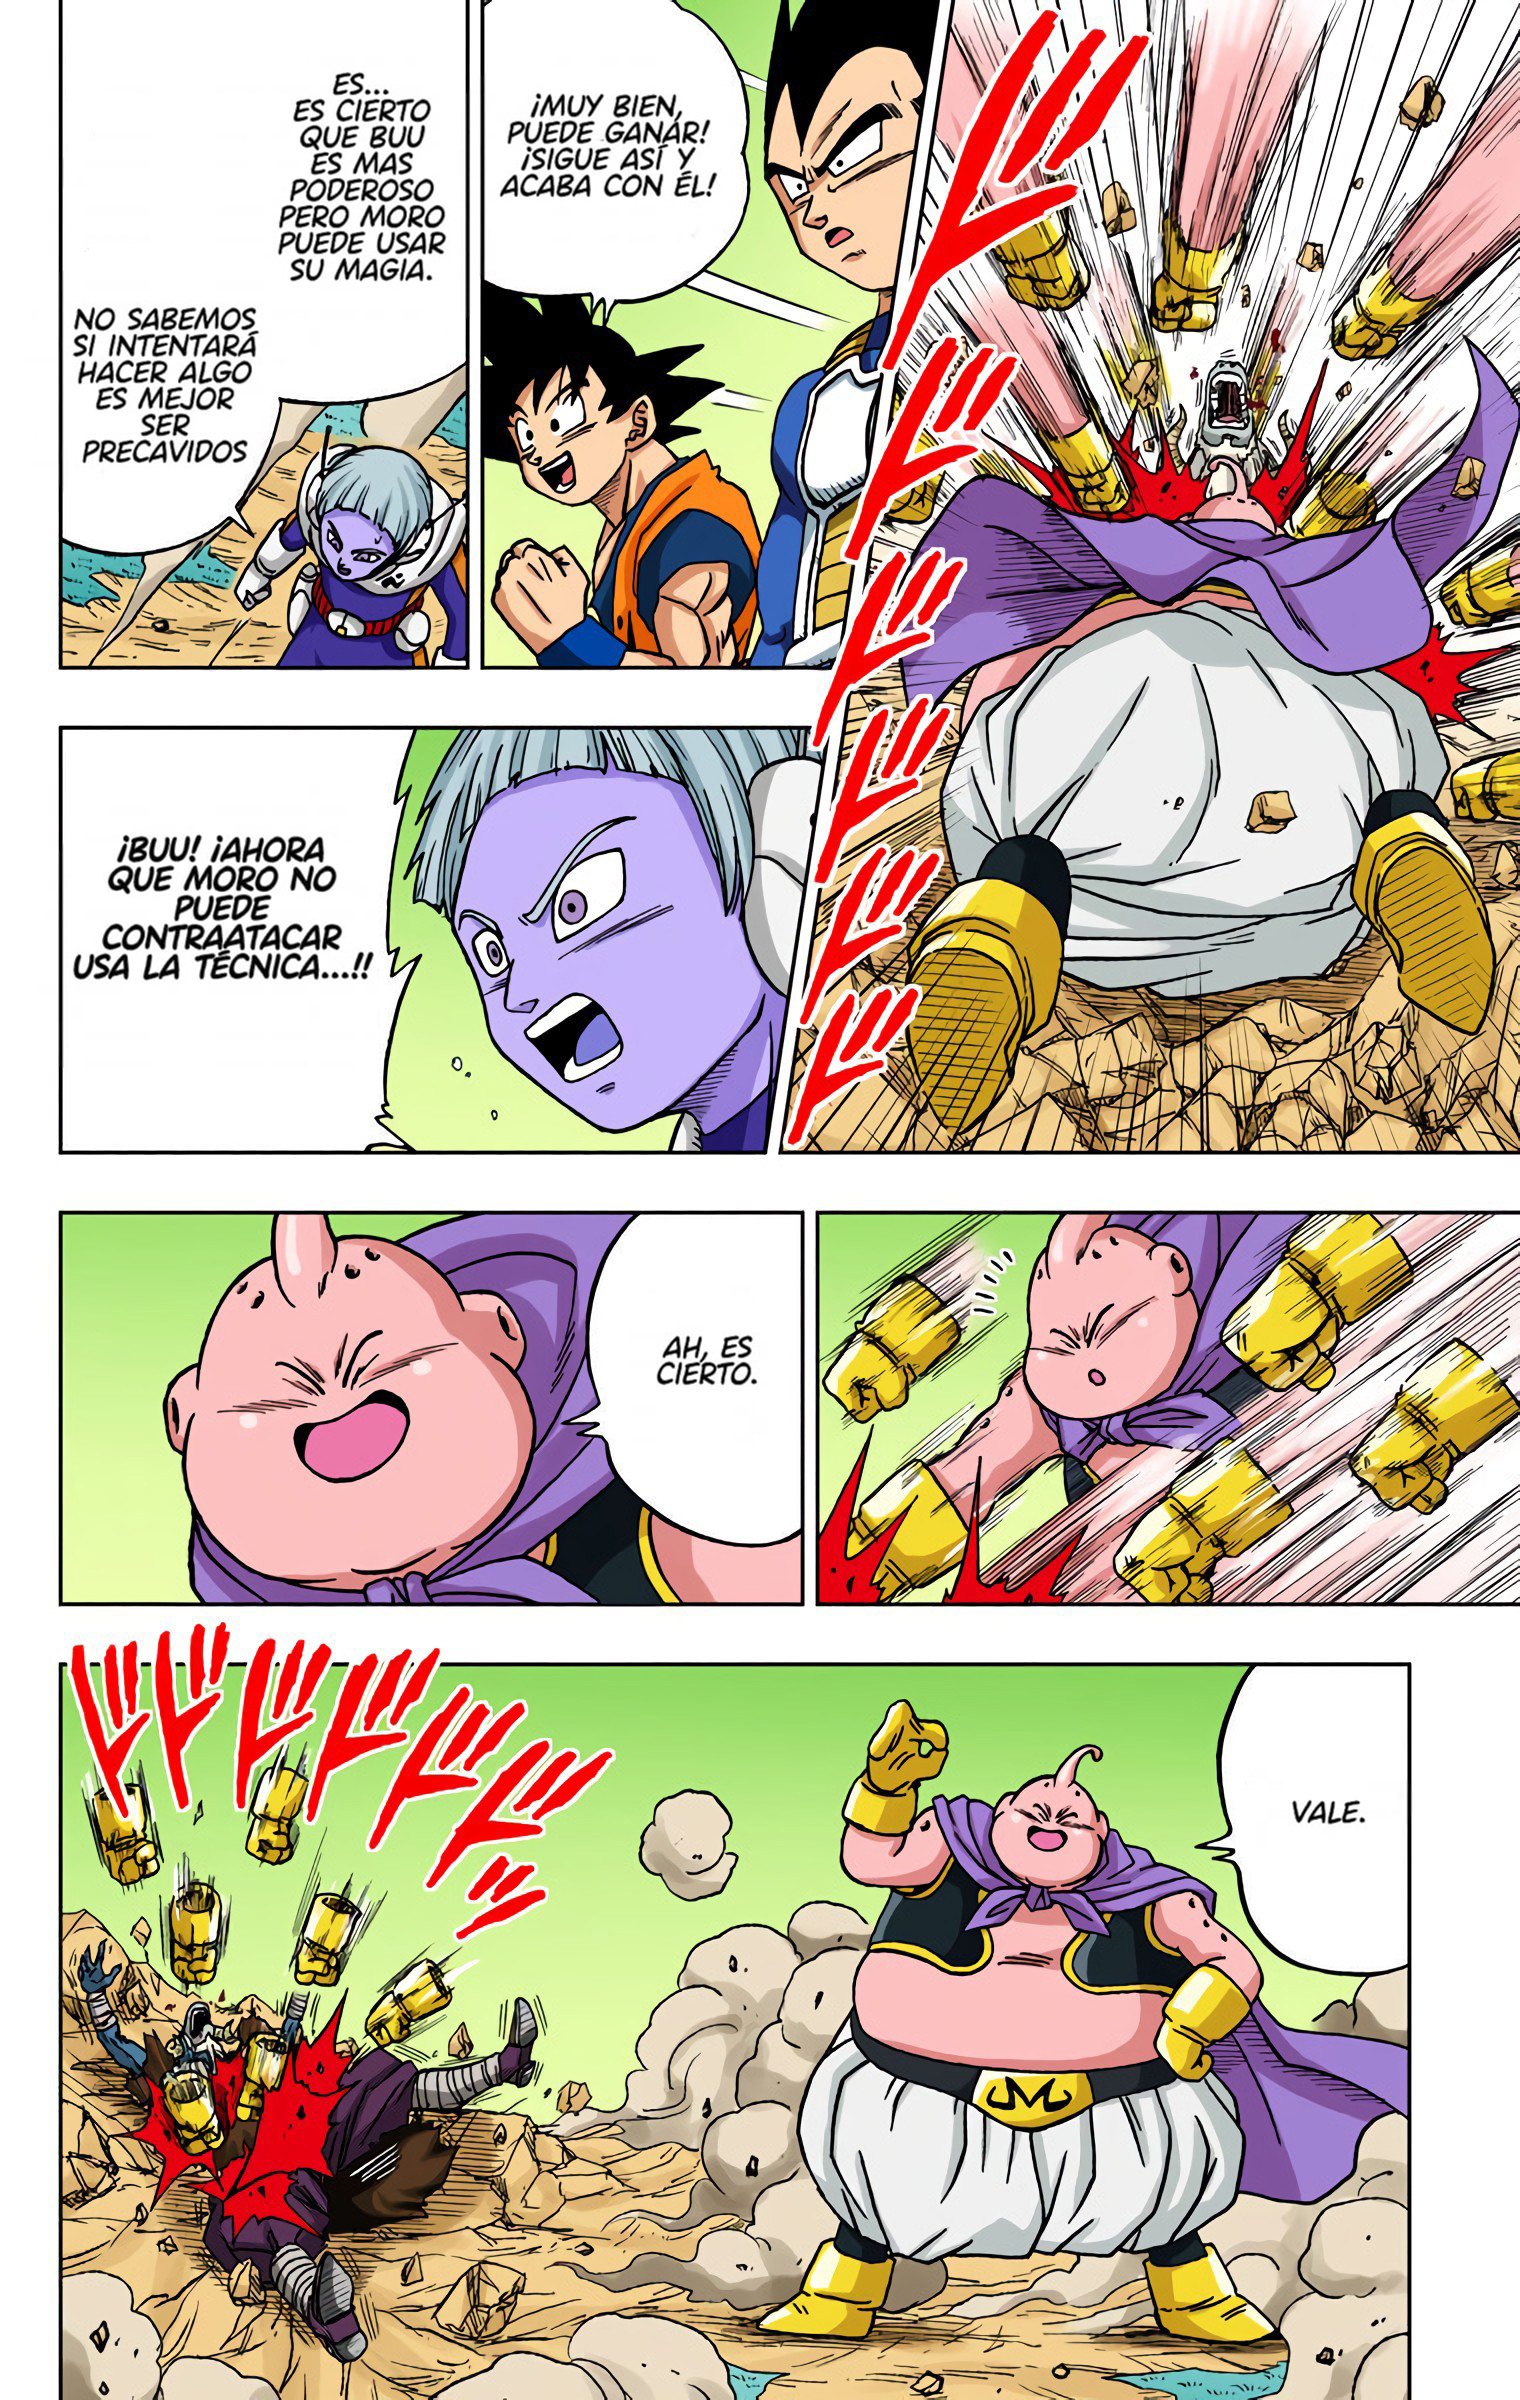 ¡MUY BIEN,
PUEDE GANAR!
¡SIGUE ASÍ Y
ACABA CON ÉL!
ES...
ES CIERTO
QUE BUU
ES MAS
PODEROSO
PERO MORO
PUEDE USAR
SU MAGIA.
NO SABEMOS
SI INTENTARÁ
HACER ALGO
ES MEJOR
SER
PRECAVIDOS
ドドドドドド
¡BUU! ¡AHORA
QUE MORO NO
PUEDE
CONTRAATACAR
USA LA TÉCNICA...!!
AH, ES
CIERTO.
VALE.
ドドドドドドッ
M